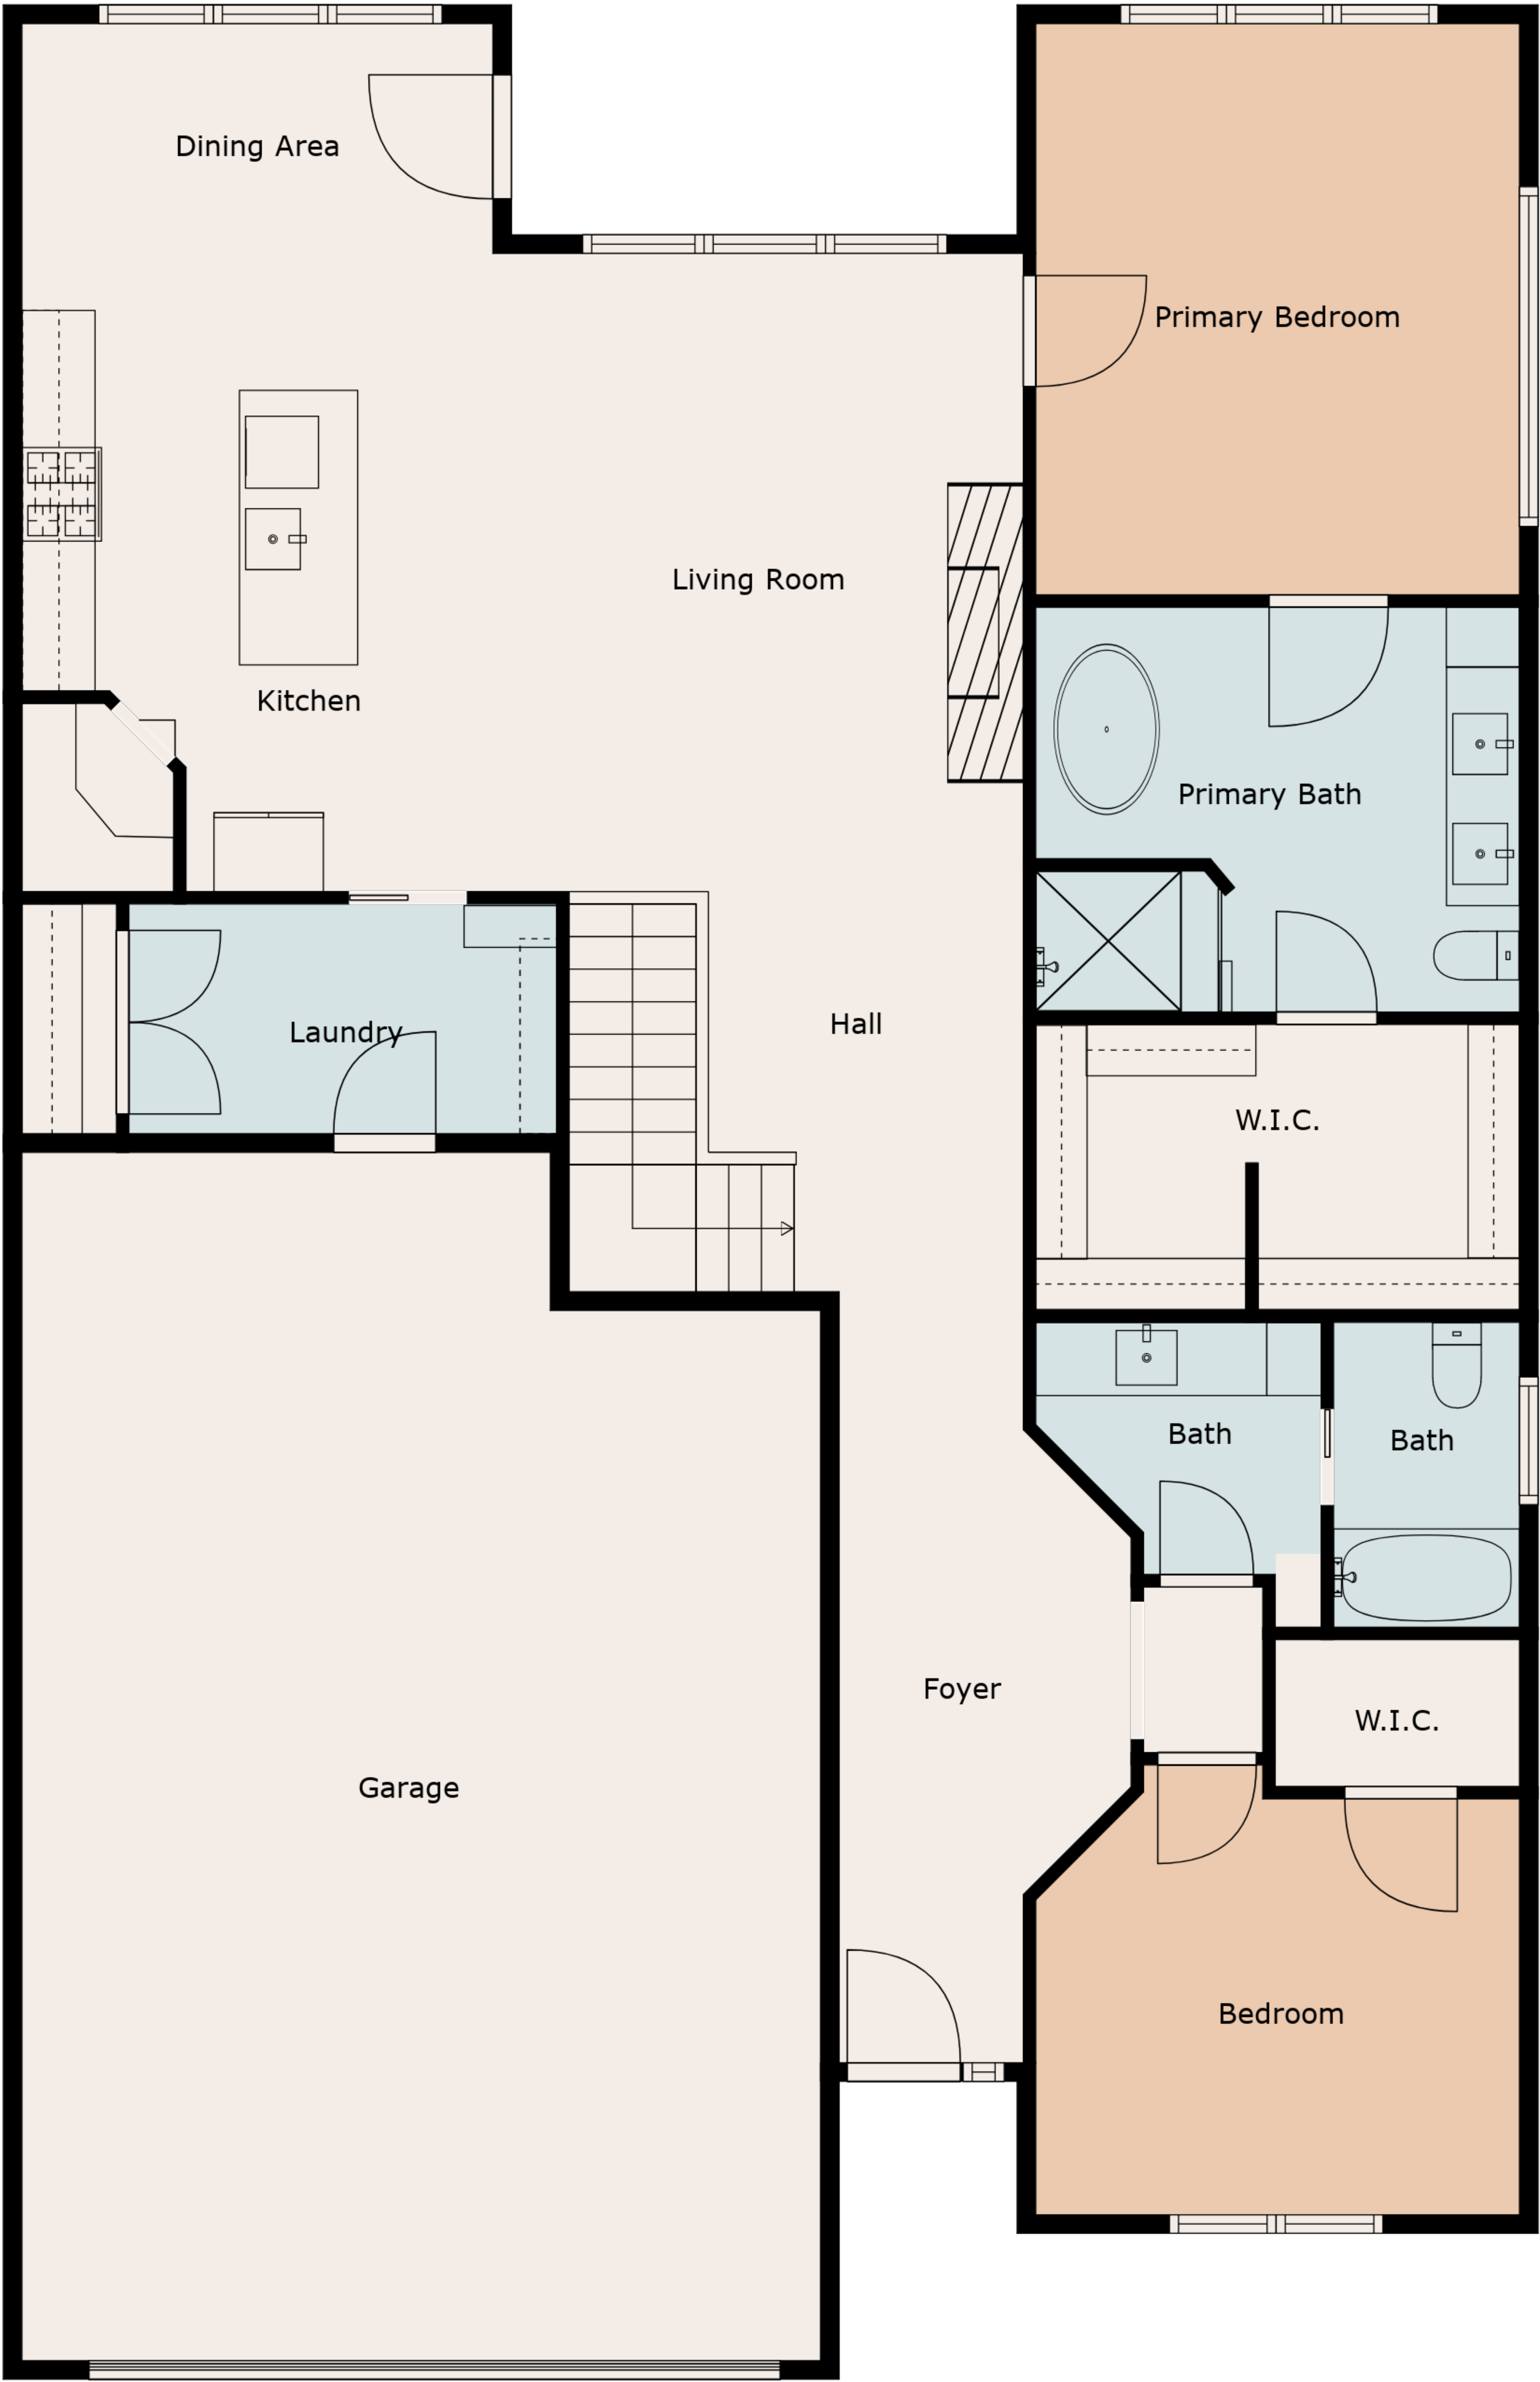 Dining Area
Primary Bedroom
Living Room
Kitchen
Primary Bath
Hall
Laundry
W.I.C.
Bath
Bath
Foyer
W.I.C.
Garage
Bedroom